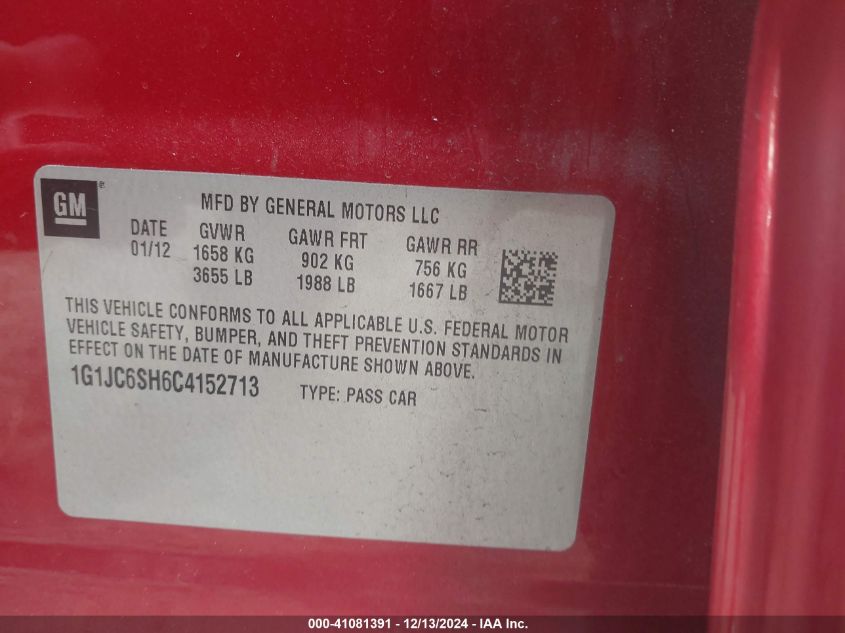 GM®
MFD BY GENERAL MOTORS LLC
DATE GVWR GAWR FRT GAWR RR
01/12 1658 KG 902 KG 756 KG
3655 LB 1988 LB 1667 LB
THIS VEHICLE CONFORMS TO ALL APPLICABLE U.S. FEDERAL MOTOR
VEHICLE SAFETY, BUMPER, AND THEFT PREVENTION STANDARDS IN
EFFECT ON THE DATE OF MANUFACTURE SHOWN ABOVE.
1G1JC6SH6C4152713 TYPE: PASS CAR
000-41081391 - 12/13/2024 - IAA Inc.